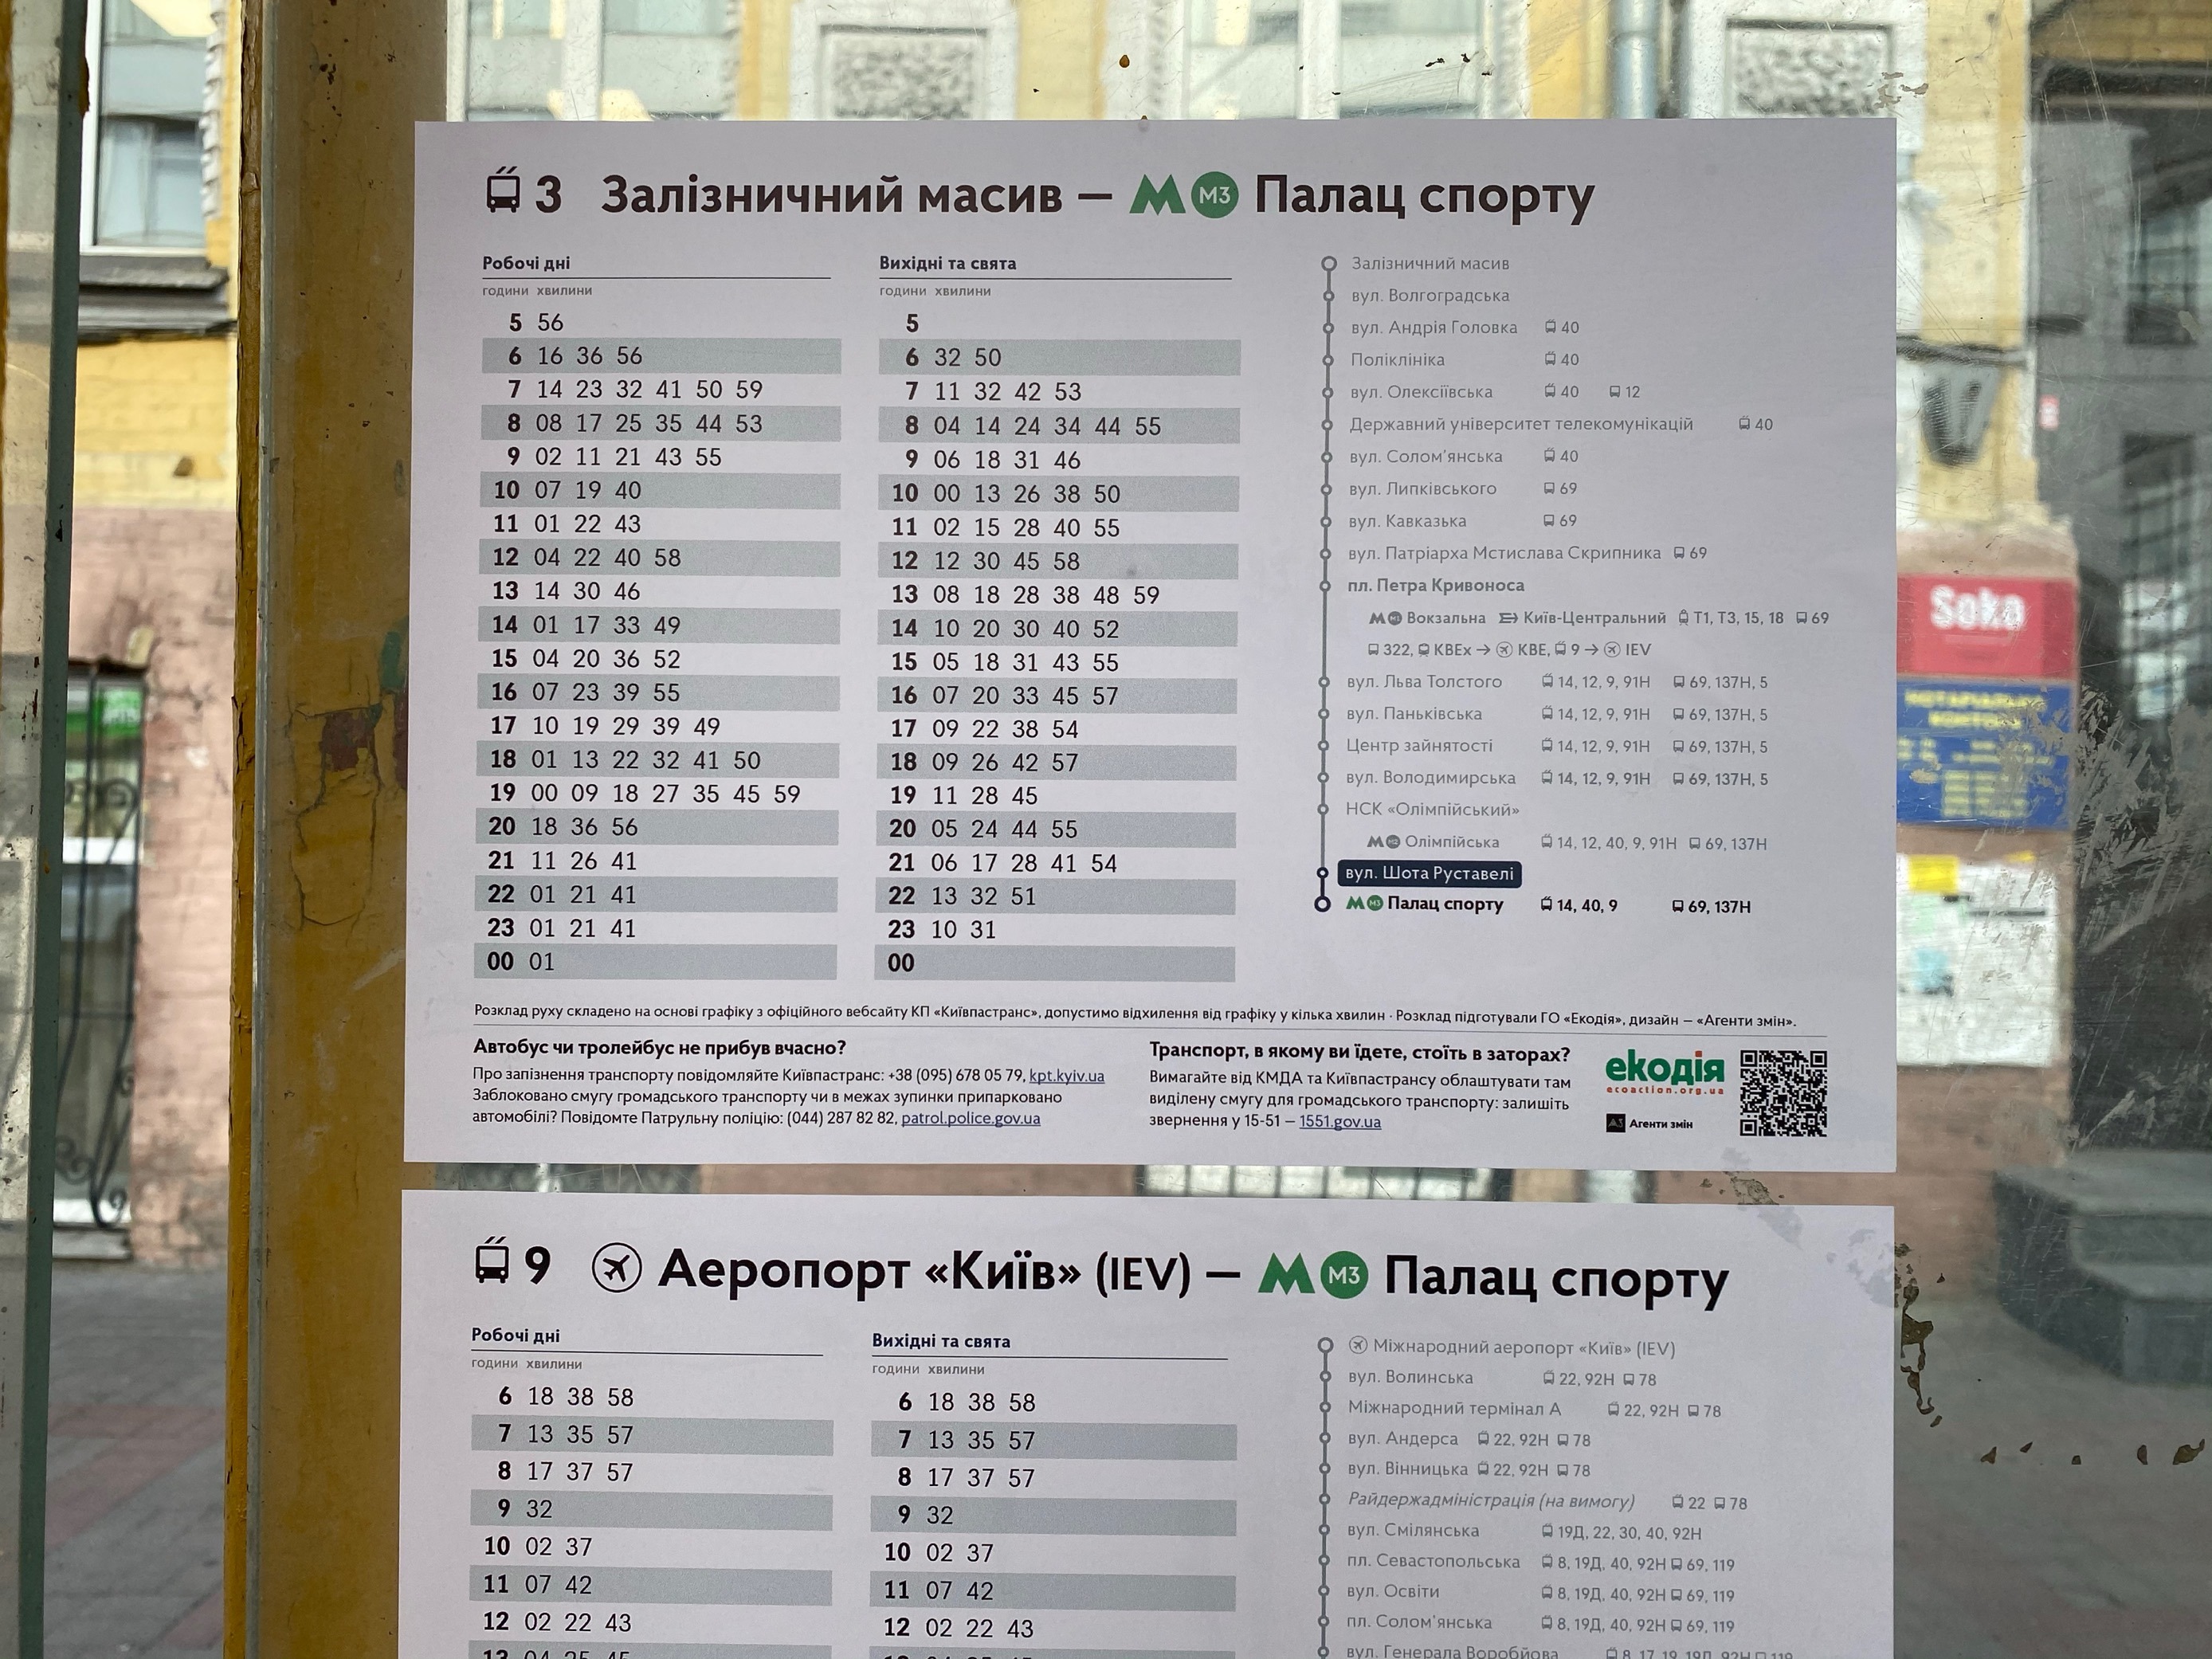 3 Залізничний масив — М М3 Палац спорту
Робочі дні
години хвилини
5 56
6 16 36 56
7 14 23 32 41 50 59
8 08 17 25 35 44 53
9 02 11 21 43 55
10 07 19 40
11 01 22 43
12 04 22 40 58
13 14 30 46
14 01 17 33 49
15 04 20 36 52
16 07 23 39 55
17 10 19 29 39 49
18 01 13 22 32 41 50
19 00 09 18 27 35 45 59
20 18 36 56
21 11 26 41
22 01 21 41
23 01 21 41
00 01
Вихідні та свята
години хвилини
5
6 32 50
7 11 32 42 53
8 04 14 24 34 44 55
9 06 18 31 46
10 00 13 26 38 50
11 02 15 28 40 55
12 12 30 45 58
13 08 18 28 38 48 59
14 10 20 30 40 52
15 05 18 31 43 55
16 07 20 33 45 57
17 09 22 38 54
18 09 26 42 57
19 11 28 45
20 05 24 44 55
21 06 17 28 41 54
22 13 32 51
23 10 31
00
Залізничний масив
вул. Волгоградська
вул. Андрія Головка 40
Поліклініка 40
вул. Олексіївська 40 12
Державний університет телекомунікацій 40
вул. Солом'янська 40
вул. Липківського 69
вул. Кавказька 69
вул. Патріарха Мстислава Скрипника 69
пл. Петра Кривоноса
М Вокзальна Київ-Центральний Т1, Т3, 15, 18 69
322, KBEx → KBE, 9 → IEV
вул. Льва Толстого 14, 12, 9, 91Н 69, 137Н, 5
вул. Паньківська 14, 12, 9, 91Н 69, 137Н, 5
Центр зайнятості 14, 12, 9, 91Н 69, 137Н, 5
вул. Володимирська 14, 12, 9, 91Н 69, 137Н, 5
НСК «Олімпійський»
М Олімпійська 14, 12, 40, 9, 91Н 69, 137Н
вул. Шота Руставелі
М М3 Палац спорту 14, 40, 9 69, 137Н
Розклад руху складено на основі графіку з офіційного вебсайту КП «Київпастранс», допустимо відхилення від графіку у кілька хвилин · Розклад підготували ГО «Екодія», дизайн — «Агенти змін».
Автобус чи тролейбус не прибув вчасно?
Про запізнення транспорту повідомляйте Київпастранс: +38 (095) 678 05 79, kpt.kyiv.ua
Заблоковано смугу громадського транспорту чи в межах зупинки припарковано
автомобілі? Повідомте Патрульну поліцію: (044) 287 82 82, patrol.police.gov.ua
Транспорт, в якому ви їдете, стоїть в заторах?
Вимагайте від КМДА та Київпастрансу облаштувати там
виділену смугу для громадського транспорту: залишіть
звернення у 15-51 — 1551.gov.ua
екодія
ecoaction.org.ua
Агенти змін
9 Аеропорт «Київ» (IEV) — М М3 Палац спорту
Робочі дні
години хвилини
6 18 38 58
7 13 35 57
8 17 37 57
9 32
10 02 37
11 07 42
12 02 22 43
13 04 25 45
Вихідні та свята
години хвилини
6 18 38 58
7 13 35 57
8 17 37 57
9 32
10 02 37
11 07 42
12 02 22 43
Міжнародний аеропорт «Київ» (IEV)
вул. Волинська 22, 92Н 78
Міжнародний термінал А 22, 92Н 78
вул. Андерса 22, 92Н 78
вул. Вінницька 22, 92Н 78
Райдержадміністрація (на вимогу) 22 78
вул. Смілянська 19Д, 22, 30, 40, 92Н
пл. Севастопольська 8, 19Д, 40, 92Н 69, 119
вул. Освіти 8, 19Д, 40, 92Н 69, 119
пл. Солом'янська 8, 19Д, 40, 92Н 69, 119
вул. Генерала Воробйова 8, 17, 19, 19Д, 92Н 119
Soka
НОТАРІАЛЬНА
КОНТОРА